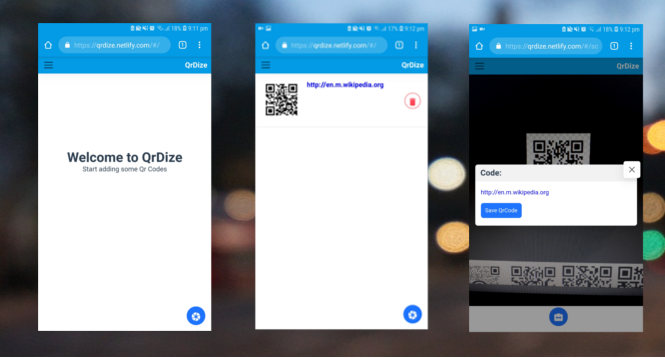 18% 9:11 pm
https://qrdize.netlify.com/#/
1
QrDize
Welcome to QrDize
Start adding some Qr Codes
17% 9:12 pm
https://qrdize.netlify.com/#/
1
QrDize
http://en.m.wikipedia.org
18% 9:12 pm
https://qrdize.netlify.com/#/sc
1
QrDize
Code:
http://en.m.wikipedia.org
Save QrCode